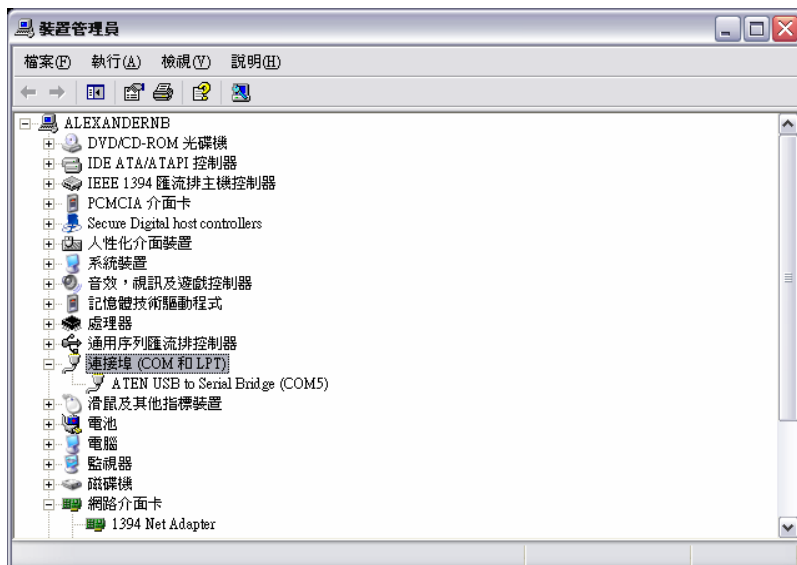 裝置管理員
檔案(F) 執行(A) 檢視(V) 說明(H)
ALEXANDERNB
DVD/CD-ROM 光碟機
IDE ATA/ATAPI 控制器
IEEE 1394 匯流排主機控制器
PCMCIA 介面卡
Secure Digital host controllers
人性化介面裝置
系統裝置
音效，視訊及遊戲控制器
記憶體技術驅動程式
處理器
通用序列匯流排控制器
連接埠 (COM 和 LPT)
ATEN USB to Serial Bridge (COM5)
滑鼠及其他指標裝置
電池
電腦
監視器
磁碟機
網路介面卡
1394 Net Adapter